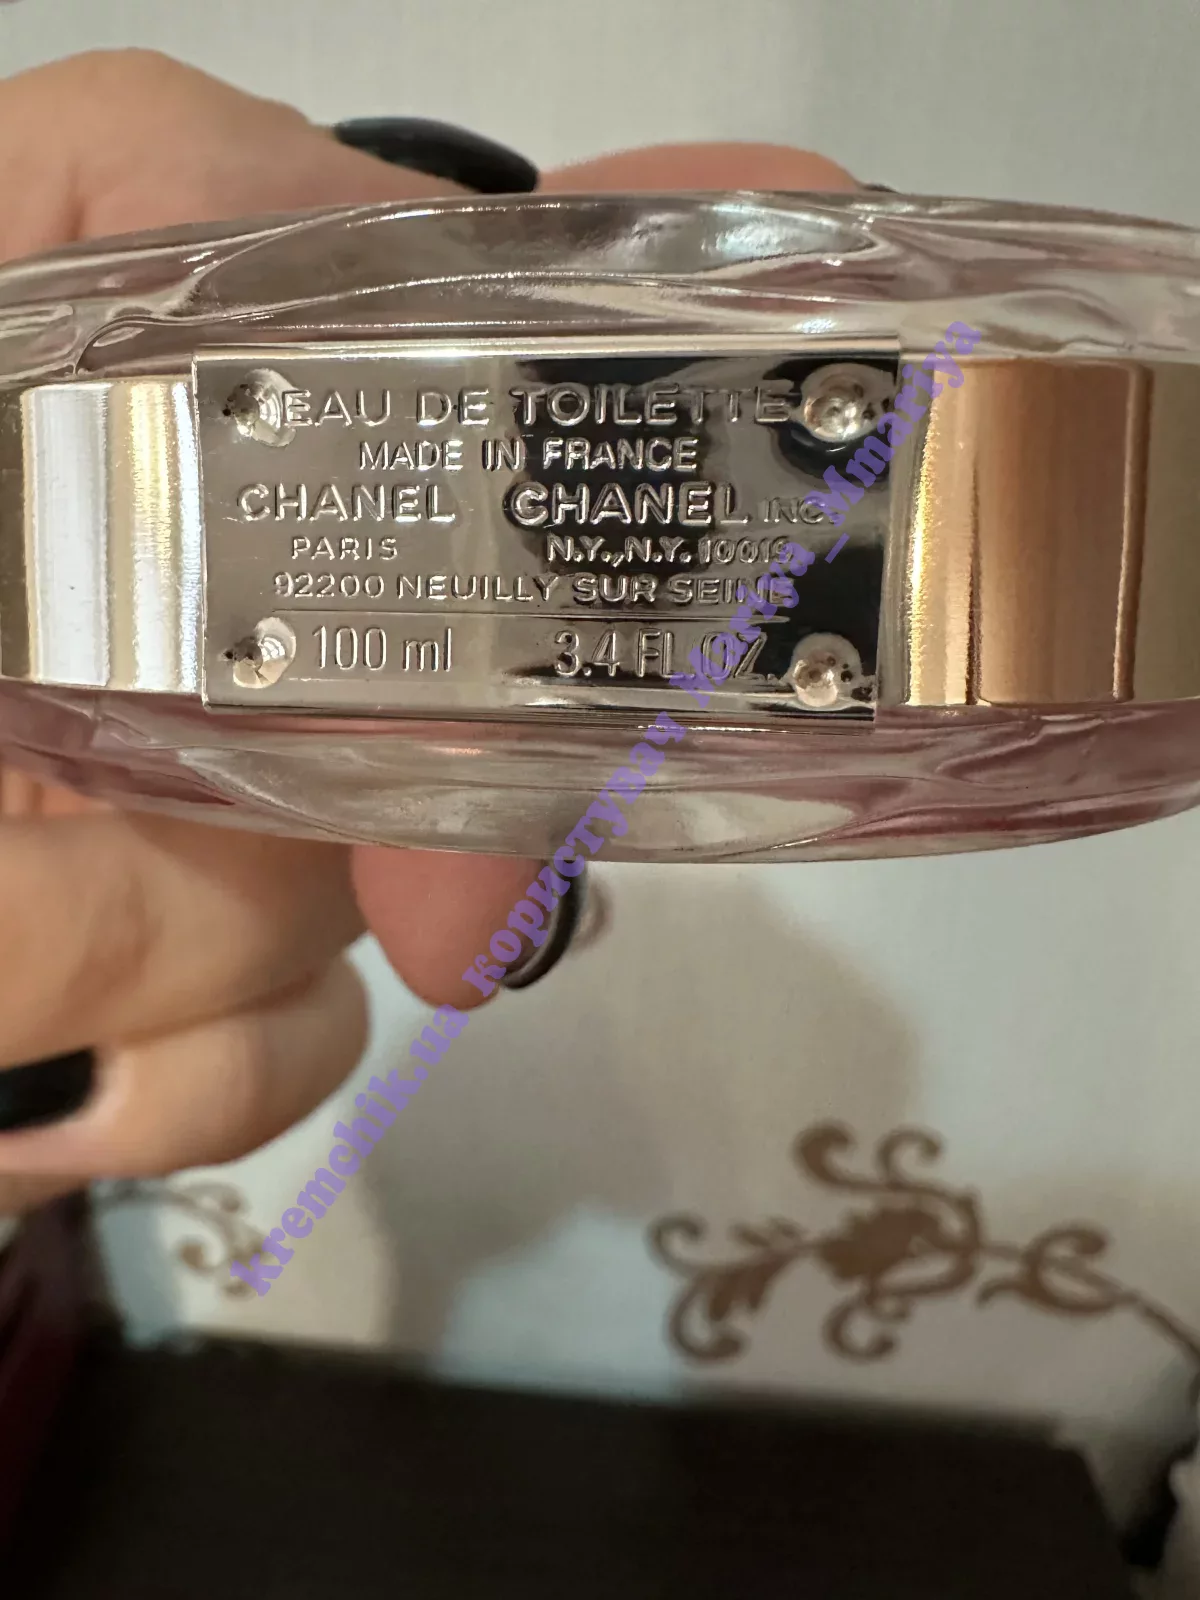 EAU DE TOILETTE
MADE IN FRANCE
CHANEL CHANEL INC.
PARIS N.Y., N.Y. 10019
92200 NEUILLY SUR SEINE
100 ml 3.4 FL. OZ.
kremchik.ua користувач Mariya_Mmariya